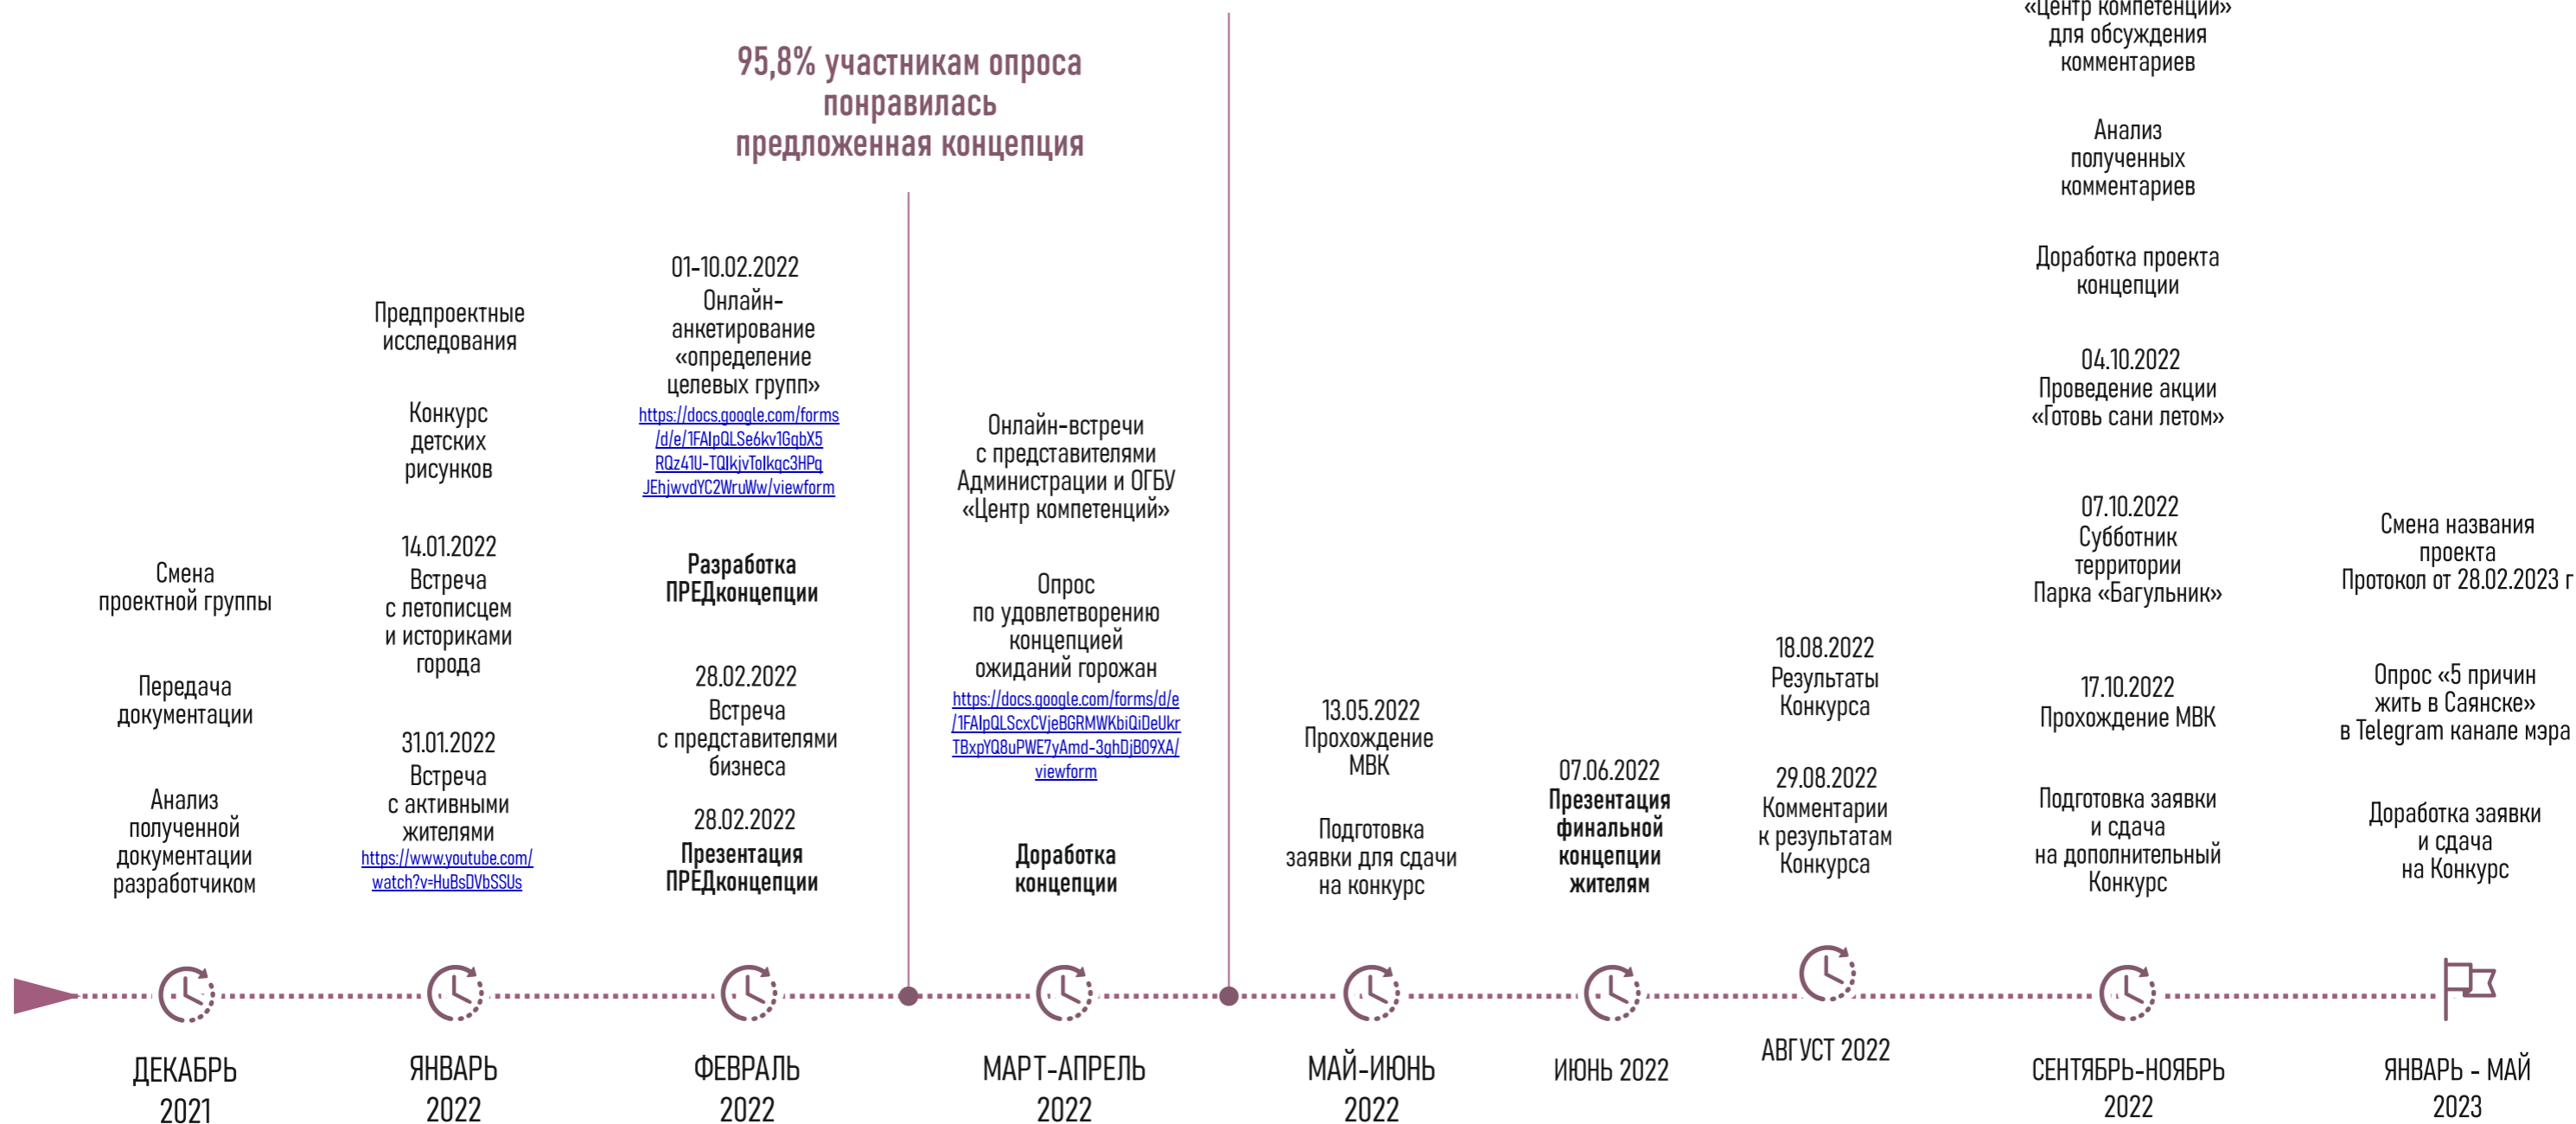 95,8% участникам опроса
понравилась
предложенная концепция
Смена
проектной группы
Передача
документации
Анализ
полученной
документации
разработчиком
ДЕКАБРЬ
2021
Предпроектные
исследования
Конкурс
детских
рисунков
14.01.2022
Встреча
с летописцем
и историками
города
31.01.2022
Встреча
с активными
жителями
https://www.youtube.com/
watch?v=HuBsDVbSSUs
ЯНВАРЬ
2022
01-10.02.2022
Онлайн-
анкетирование
«определение
целевых групп»
https://docs.google.com/forms
/d/e/1FAIpQLSe6kv1GqbX5
RQz41U-TQIkjvToIkqc3HPq
JEhjwvdYC2WruWw/viewform
Разработка
ПРЕДконцепции
28.02.2022
Встреча
с представителями
бизнеса
28.02.2022
Презентация
ПРЕДконцепции
ФЕВРАЛЬ
2022
Онлайн-встречи
с представителями
Администрации и ОГБУ
«Центр компетенций»
Опрос
по удовлетворению
концепцией
ожиданий горожан
https://docs.google.com/forms/d/e
/1FAIpQLScxCVjeBGRMWKbiQiDeUkr
TBxpYQ8uPWE7yAmd-3ghDjB09XA/
viewform
Доработка
концепции
МАРТ-АПРЕЛЬ
2022
13.05.2022
Прохождение
МВК
Подготовка
заявки для сдачи
на конкурс
МАЙ-ИЮНЬ
2022
07.06.2022
Презентация
финальной
концепции
жителям
ИЮНЬ 2022
18.08.2022
Результаты
Конкурса
29.08.2022
Комментарии
к результатам
Конкурса
АВГУСТ 2022
«Центр компетенций»
для обсуждения
комментариев
Анализ
полученных
комментариев
Доработка проекта
концепции
04.10.2022
Проведение акции
«Готовь сани летом»
07.10.2022
Субботник
территории
Парка «Багульник»
17.10.2022
Прохождение МВК
Подготовка заявки
и сдача
на дополнительный
Конкурс
СЕНТЯБРЬ-НОЯБРЬ
2022
Смена названия
проекта
Протокол от 28.02.2023 г
Опрос «5 причин
жить в Саянске»
в Telegram канале мэра
Доработка заявки
и сдача
на Конкурс
ЯНВАРЬ - МАЙ
2023